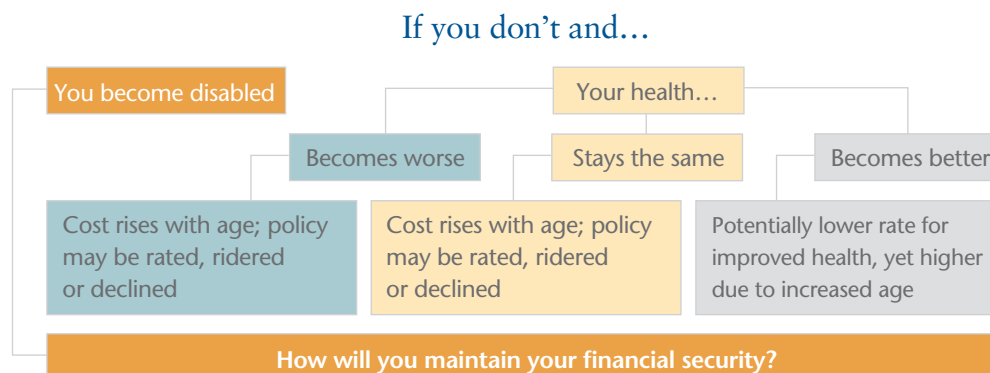 If you don’t and…
You become disabled
Your health…
Becomes worse
Stays the same
Becomes better
Cost rises with age; policy
may be rated, ridered
or declined
Cost rises with age; policy
may be rated, ridered
or declined
Potentially lower rate for
improved health, yet higher
due to increased age
How will you maintain your financial security?